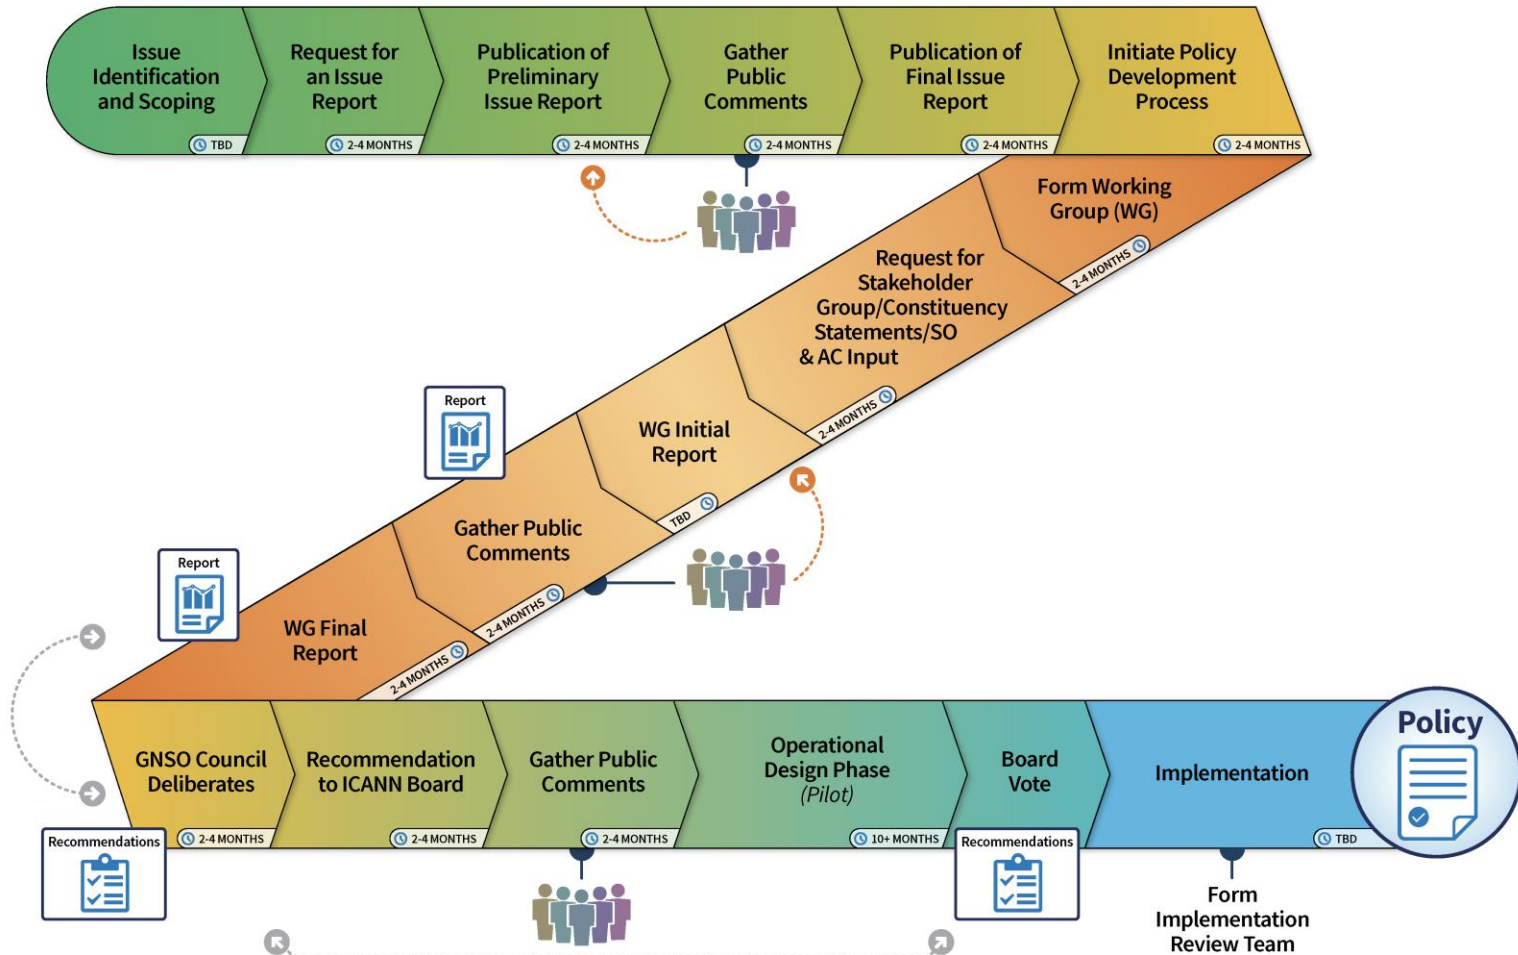 Issue
Identification
and Scoping
TBD
Request for
an Issue
Report
2-4 MONTHS
Publication of
Preliminary
Issue Report
2-4 MONTHS
Gather
Public
Comments
2-4 MONTHS
Publication of
Final Issue
Report
2-4 MONTHS
Initiate Policy
Development
Process
2-4 MONTHS
Form Working
Group (WG)
2-4 MONTHS
Request for
Stakeholder
Group/Constituency
Statements/SO
& AC Input
2-4 MONTHS
WG Initial
Report
TBD
Report
Gather Public
Comments
2-4 MONTHS
Report
WG Final
Report
2-4 MONTHS
GNSO Council
Deliberates
2-4 MONTHS
Recommendations
Recommendation
to ICANN Board
2-4 MONTHS
Gather Public
Comments
2-4 MONTHS
Operational
Design Phase
(Pilot)
10+ MONTHS
Board
Vote
Recommendations
Implementation
TBD
Form
Implementation
Review Team
Policy